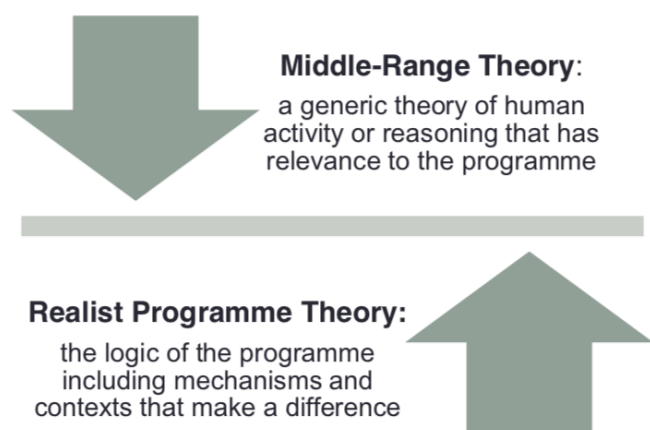 Middle-Range Theory:
a generic theory of human
activity or reasoning that has
relevance to the programme
Realist Programme Theory:
the logic of the programme
including mechanisms and
contexts that make a difference